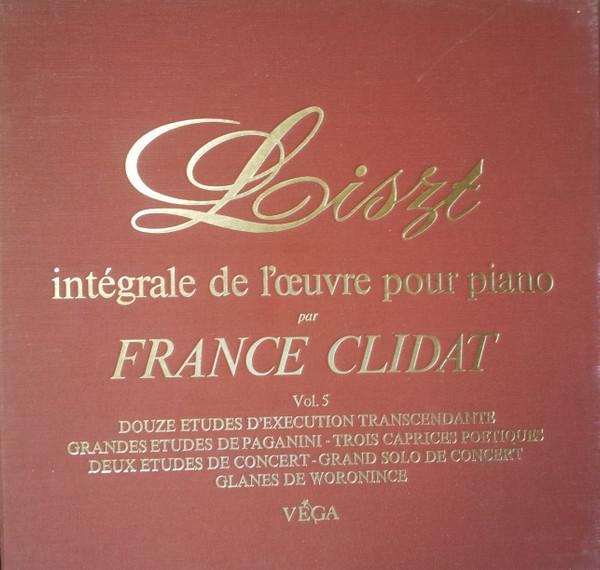 Liszt
intégrale de l'œuvre pour piano
par
FRANCE CLIDAT
Vol. 5
DOUZE ETUDES D'EXECUTION TRANSCENDANTE
GRANDES ETUDES DE PAGANINI - TROIS CAPRICES POETIQUES
DEUX ETUDES DE CONCERT - GRAND SOLO DE CONCERT
GLANES DE WORONINCE
VÉGA